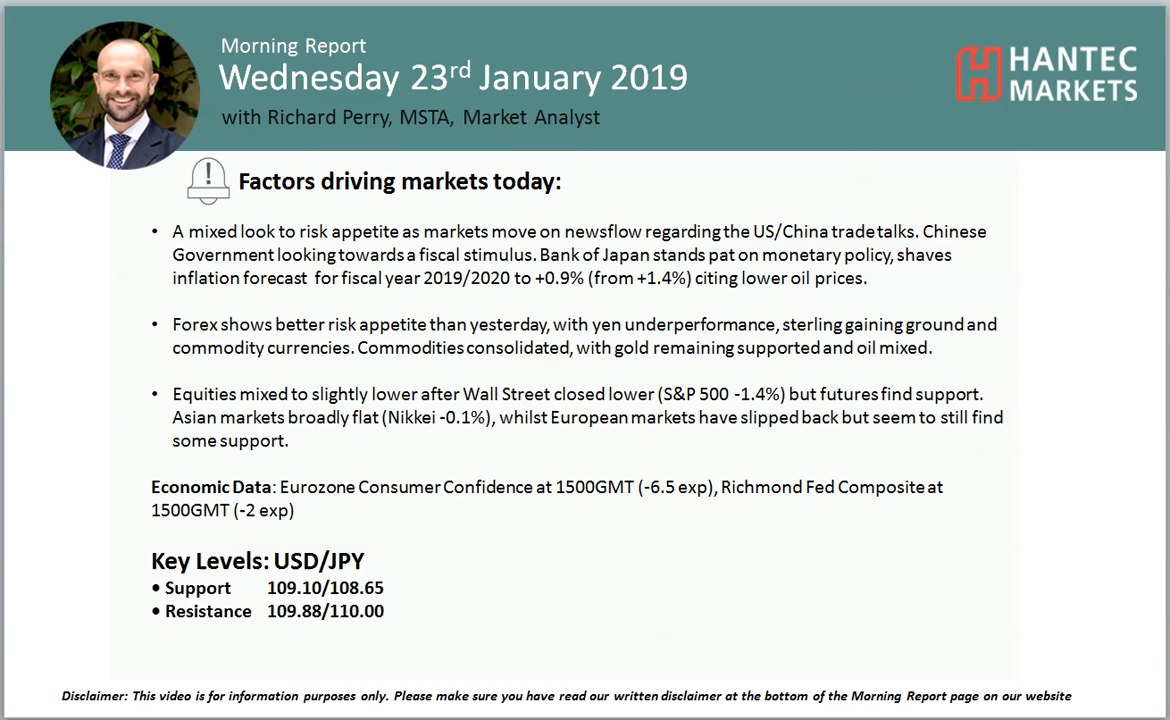 Morning Report
Wednesday 23rd January 2019
with Richard Perry, MSTA, Market Analyst
HANTEC
MARKETS
! Factors driving markets today:
• A mixed look to risk appetite as markets move on newsflow regarding the US/China trade talks. Chinese
Government looking towards a fiscal stimulus. Bank of Japan stands pat on monetary policy, shaves
inflation forecast for fiscal year 2019/2020 to +0.9% (from +1.4%) citing lower oil prices.
• Forex shows better risk appetite than yesterday, with yen underperformance, sterling gaining ground and
commodity currencies. Commodities consolidated, with gold remaining supported and oil mixed.
• Equities mixed to slightly lower after Wall Street closed lower (S&P 500 -1.4%) but futures find support.
Asian markets broadly flat (Nikkei -0.1%), whilst European markets have slipped back but seem to still find
some support.
Economic Data: Eurozone Consumer Confidence at 1500GMT (-6.5 exp), Richmond Fed Composite at
1500GMT (-2 exp)
Key Levels: USD/JPY
• Support 109.10/108.65
• Resistance 109.88/110.00
Disclaimer: This video is for information purposes only. Please make sure you have read our written disclaimer at the bottom of the Morning Report page on our website